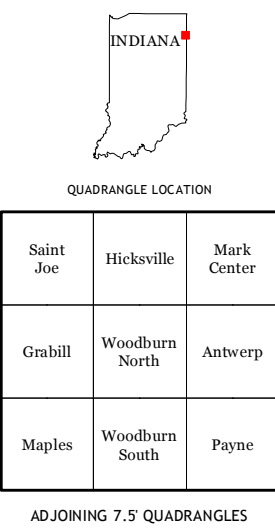 INDIANA
QUADRANGLE LOCATION
Saint
Joe
Hicksville
Mark
Center
Grabill
Woodburn
North
Antwerp
Maples
Woodburn
South
Payne
ADJOINING 7.5' QUADRANGLES